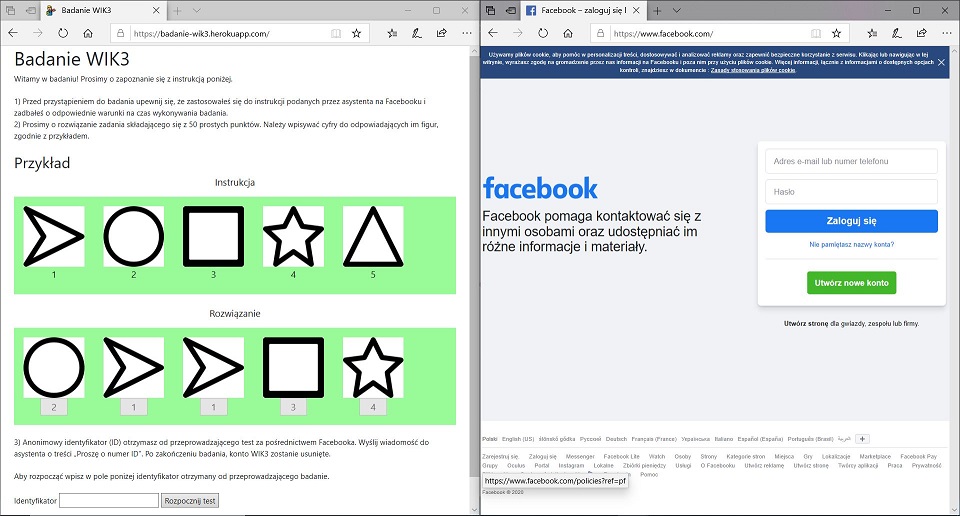 Badanie WIK3
https://badanie-wik3.herokuapp.com/
Badanie WIK3
Witamy w badaniu! Prosimy o zapoznanie się z instrukcją poniżej.
1) Przed przystąpieniem do badania upewnij się, że zastosowałeś się do instrukcji podanych przez asystenta na Facebooku i
zadbałeś o odpowiednie warunki na czas wykonywania badania.
2) Prosimy o rozwiązanie zadania składającego się z 50 prostych punktów. Należy wpisywać cyfry do odpowiadających im figur,
zgodnie z przykładem.
Przykład
Instrukcja
1 2 3 4 5
Rozwiązanie
2 1 1 3 4
3) Anonimowy identyfikator (ID) otrzymasz od przeprowadzającego test za pośrednictwem Facebooka. Wyślij wiadomość do
asystenta o treści „Proszę o numer ID”. Po zakończeniu badania, konto WIK3 zostanie usunięte.
Aby rozpocząć wpisz w pole poniżej identyfikator otrzymany od przeprowadzającego badanie.
Identyfikator Rozpocznij test
Facebook – zaloguj się l
https://www.facebook.com/
Używamy plików cookie, aby pomóc w personalizacji treści, dostosowywać i analizować reklamy oraz zapewnić bezpieczne korzystanie z serwisu. Klikając lub nawigując w tej
witrynie, wyrażasz zgodę na gromadzenie przez nas informacji na Facebooku i poza nim przy użyciu plików cookie. Więcej informacji, łącznie z informacjami o dostępnych opcjach
kontroli, znajdziesz w dokumencie : Zasady stosowania plików cookie.
facebook
Facebook pomaga kontaktować się z
innymi osobami oraz udostępniać im
różne informacje i materiały.
Adres e-mail lub numer telefonu
Hasło
Zaloguj się
Nie pamiętasz nazwy konta?
Utwórz nowe konto
Utwórz stronę dla gwiazdy, zespołu lub firmy.
Polski English (US) ślōnskŏ gŏdka Русский Deutsch Français (France) Українська Italiano Español (España) Português (Brasil) العربية +
Zarejestruj się Zaloguj się Messenger Facebook Lite Watch Osoby Strony Kategorie stron Miejsca Gry Lokalizacje Marketplace Facebook Pay
Grupy Oculus Portal Instagram Lokalne Zbiórki pieniędzy Usługi O Facebooku Utwórz reklamę Utwórz stronę Twórcy aplikacji Praca Prywatność
Pomoc
https://www.facebook.com/policies?ref=pf
Facebook © 2020